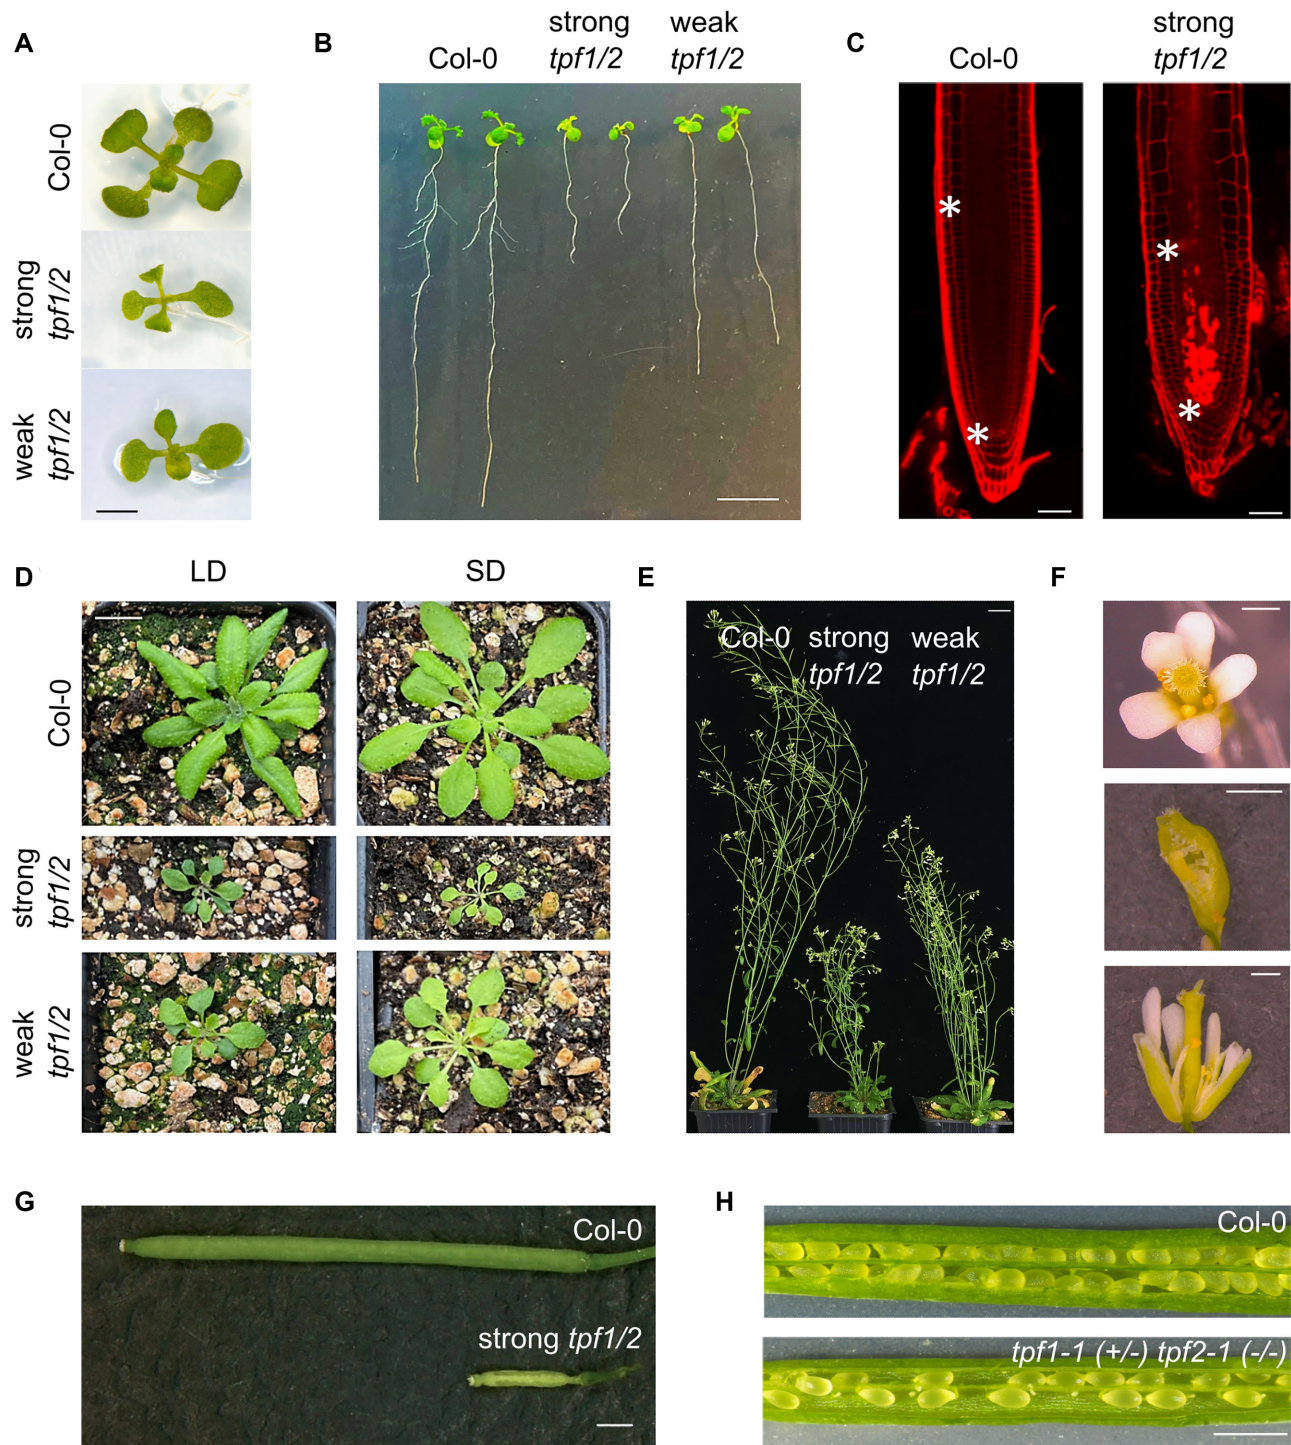 A
Col-0
strong
tpf1/2
weak
tpf1/2
B
Col-0
strong
tpf1/2
weak
tpf1/2
C
Col-0
*
*
strong
tpf1/2
*
*
D
LD
SD
Col-0
strong
tpf1/2
weak
tpf1/2
E
Col-0
strong
tpf1/2
weak
tpf1/2
F
G
Col-0
strong tpf1/2
H
Col-0
tpf1-1 (+/-) tpf2-1 (-/-)